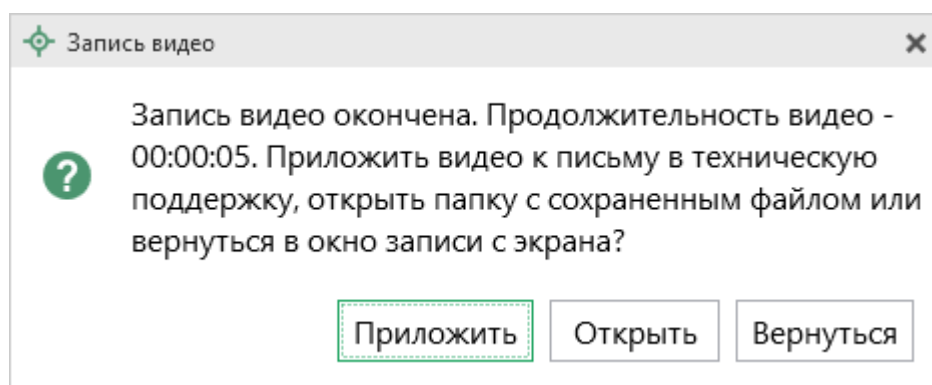 Запись видео
Запись видео окончена. Продолжительность видео -
00:00:05. Приложить видео к письму в техническую
поддержку, открыть папку с сохраненным файлом или
вернуться в окно записи с экрана?
Приложить Открыть Вернуться